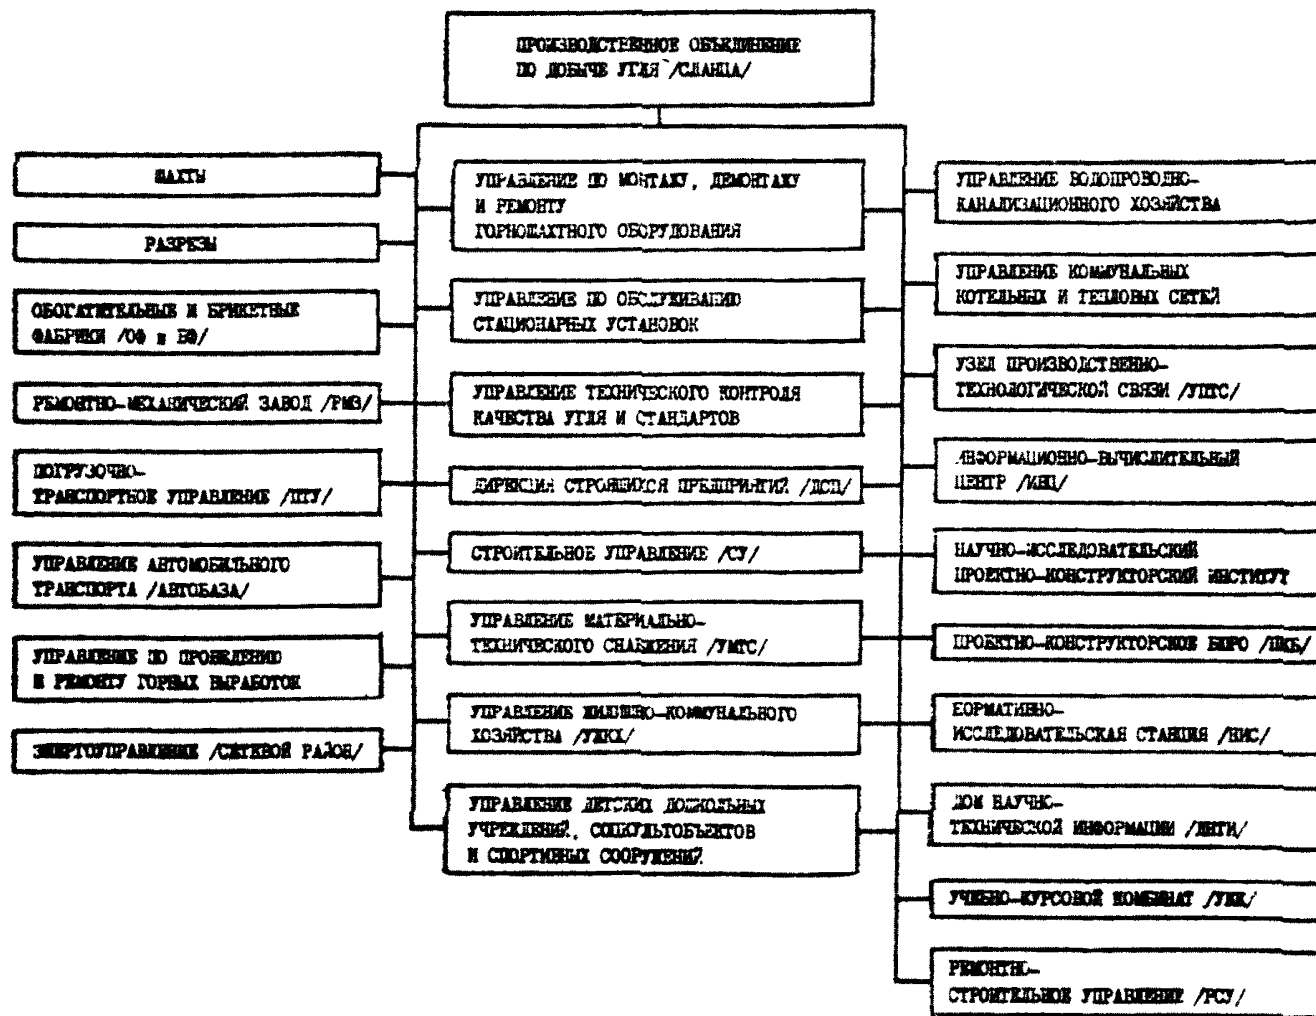 ПРОИЗВОДСТВЕННОЕ ОБЪЕДИНЕНИЕ
ПО ДОБЫЧЕ УГЛЯ /СЛАНЦА/
ШАХТЫ
РАЗРЕЗЫ
ОБОГАТИТЕЛЬНЫЕ И БРИКЕТНЫЕ
ФАБРИКИ /ОФ и БФ/
РЕМОНТНО-МЕХАНИЧЕСКИЙ ЗАВОД /РМЗ/
ПОГРУЗОЧНО-
ТРАНСПОРТНОЕ УПРАВЛЕНИЕ /ПТУ/
УПРАВЛЕНИЕ АВТОМОБИЛЬНОГО
ТРАНСПОРТА /АВТОБАЗА/
УПРАВЛЕНИЕ ПО ПРОВЕДЕНИЮ
И РЕМОНТУ ГОРНЫХ ВЫРАБОТОК
ЭНЕРГОУПРАВЛЕНИЕ /СЕТЕВОЙ РАЙОН/
УПРАВЛЕНИЕ ПО МОНТАЖУ, ДЕМОНТАЖУ
И РЕМОНТУ
ГОРНОШАХТНОГО ОБОРУДОВАНИЯ
УПРАВЛЕНИЕ ПО ОБСЛУЖИВАНИЮ
СТАЦИОНАРНЫХ УСТАНОВОК
УПРАВЛЕНИЕ ТЕХНИЧЕСКОГО КОНТРОЛЯ
КАЧЕСТВА УГЛЯ И СТАНДАРТОВ
ДИРЕКЦИЯ СТРОЯЩИХСЯ ПРЕДПРИЯТИЙ /ДСП/
СТРОИТЕЛЬНОЕ УПРАВЛЕНИЕ /СУ/
УПРАВЛЕНИЕ МАТЕРИАЛЬНО-
ТЕХНИЧЕСКОГО СНАБЖЕНИЯ /УМТС/
УПРАВЛЕНИЕ ЖИЛИЩНО-КОММУНАЛЬНОГО
ХОЗЯЙСТВА /УЖКХ/
УПРАВЛЕНИЕ ДЕТСКИХ ДОШКОЛЬНЫХ
УЧРЕЖДЕНИЙ, СОЦКУЛЬТОБЪЕКТОВ
И СПОРТИВНЫХ СООРУЖЕНИЙ
УПРАВЛЕНИЕ ВОДОПРОВОДНО-
КАНАЛИЗАЦИОННОГО ХОЗЯЙСТВА
УПРАВЛЕНИЕ КОММУНАЛЬНЫХ
КОТЕЛЬНЫХ И ТЕПЛОВЫХ СЕТЕЙ
УЗЕЛ ПРОИЗВОДСТВЕННО-
ТЕХНОЛОГИЧЕСКОЙ СВЯЗИ /УПТС/
ИНФОРМАЦИОННО-ВЫЧИСЛИТЕЛЬНЫЙ
ЦЕНТР /ИВЦ/
НАУЧНО-ИССЛЕДОВАТЕЛЬСКИЙ
ПРОЕКТНО-КОНСТРУКТОРСКИЙ ИНСТИТУТ
ПРОЕКТНО-КОНСТРУКТОРСКОЕ БЮРО /ПКБ/
НОРМАТИВНО-
ИССЛЕДОВАТЕЛЬСКАЯ СТАНЦИЯ /НИС/
ДОМ НАУЧНО-
ТЕХНИЧЕСКОЙ ИНФОРМАЦИИ /ДНТИ/
УЧЕБНО-КУРСОВОЙ КОМБИНАТ /УКК/
РЕМОНТНО-
СТРОИТЕЛЬНОЕ УПРАВЛЕНИЕ /РСУ/